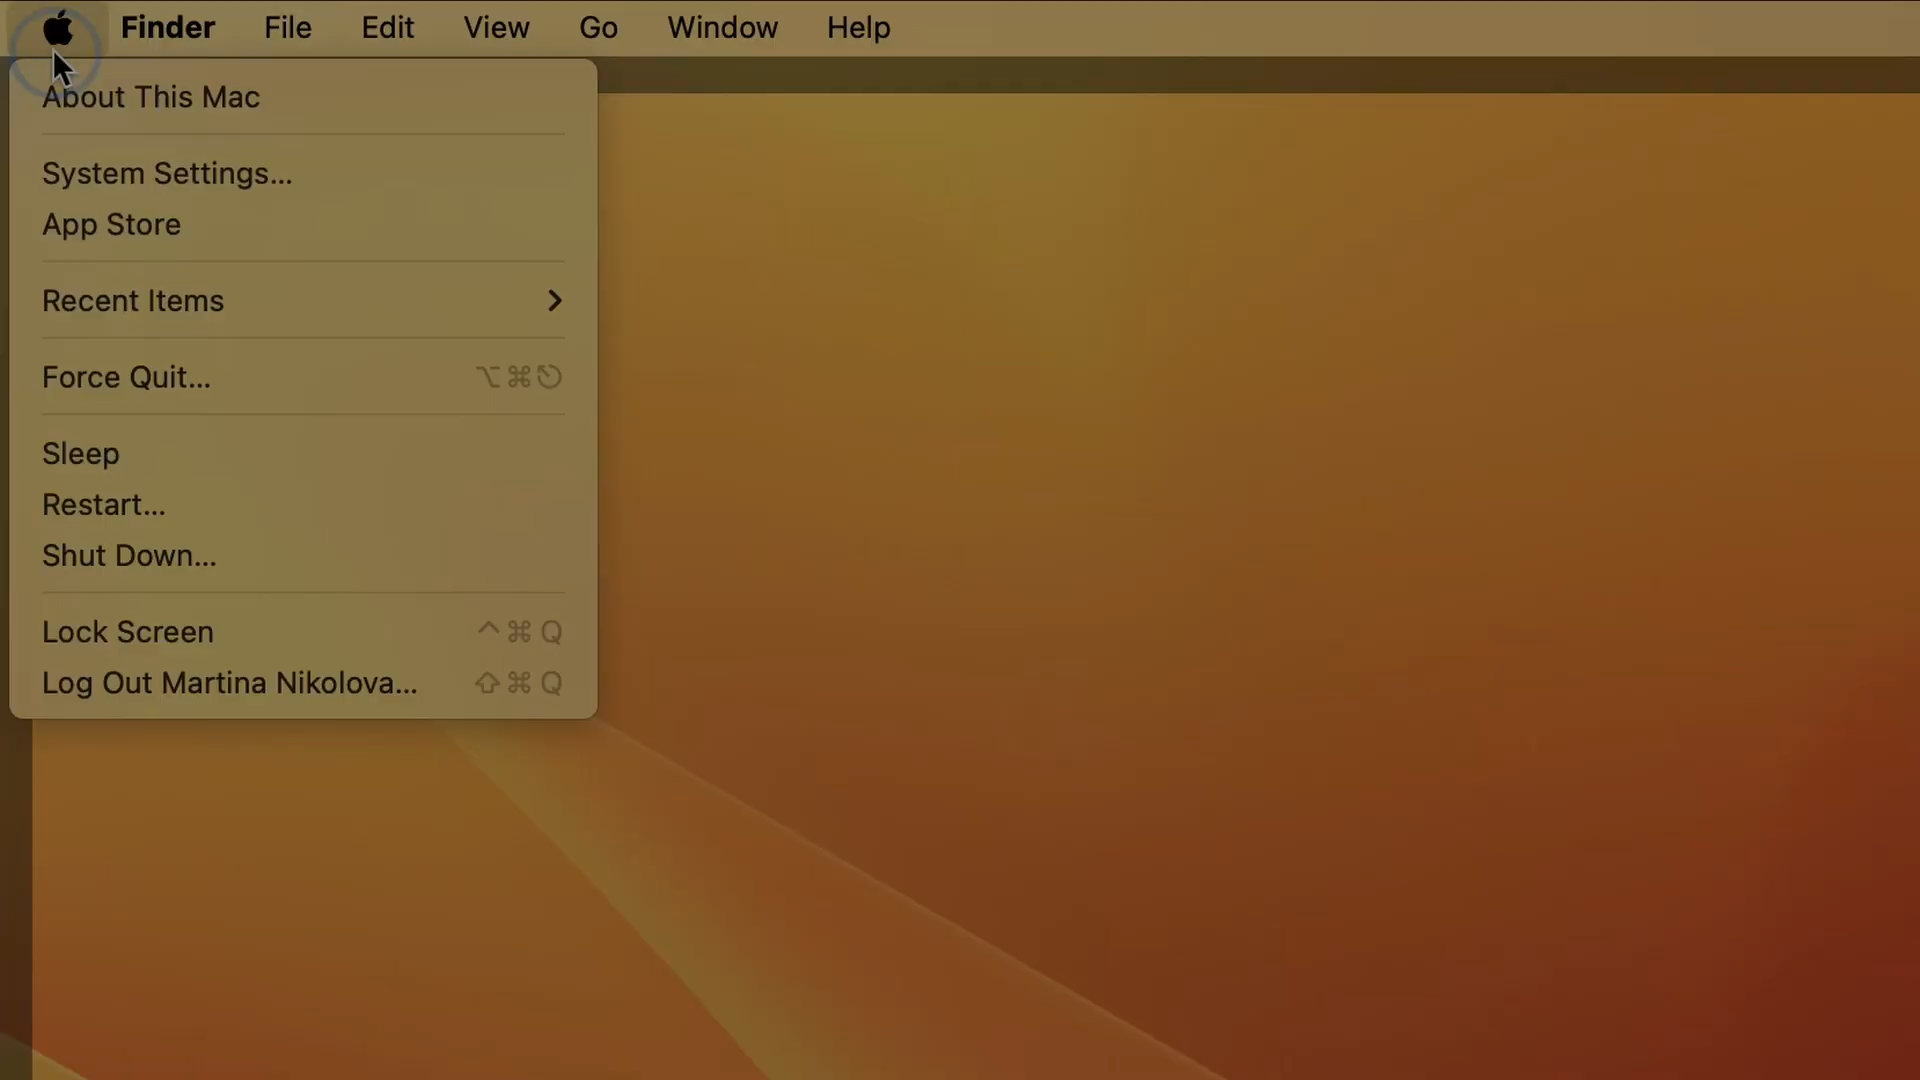 Finder File Edit View Go Window Help
About This Mac
System Settings...
App Store
Recent Items
Force Quit... ⌥⌘⎋
Sleep
Restart...
Shut Down...
Lock Screen ^⌘Q
Log Out Martina Nikolova... ⇧⌘Q